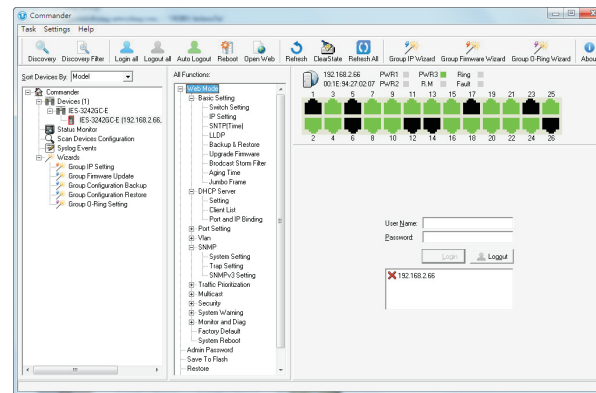 Commander
Task Settings Help
Discovery Discovery Filter Login all Logout all Auto Logout Reboot Open Web Refresh ClearState Refresh All Group IP Wizard Group Firmware Wizard Group O-Ring Wizard Abou
Sort Devices By: Model
Commander
Devices (1)
IES-3242GC-E
IES-3242GC-E [192.168.2.66,
Status Monitor
Scan Devices Configuration
Syslog Events
Wizards
Group IP Setting
Group Firmware Update
Group Configuration Backup
Group Configuration Restore
Group O-Ring Setting
All Functions:
Web Mode
Basic Setting
Switch Setting
IP Setting
SNTP(Time)
LLDP
Backup & Restore
Upgrade Firmware
Brodcast Storm Filter
Aging Time
Jumbo Frame
DHCP Server
Setting
Client List
Port and IP Binding
Port Setting
Vlan
SNMP
System Setting
Trap Setting
SNMPv3 Setting
Traffic Prioritization
Multicast
Security
System Warning
Monitor and Diag
Factory Default
System Reboot
Admin Password
Save To Flash
Restore
192.168.2.66 PWR1 PWR3 Ring
00:1E:94:27:02:07 PWR2 R.M Fault
1 3 5 7 9 11 13 15 17 19 21 23 25
2 4 6 8 10 12 14 16 18 20 22 24 26
User Name:
Password:
Login Logout
192.168.2.66